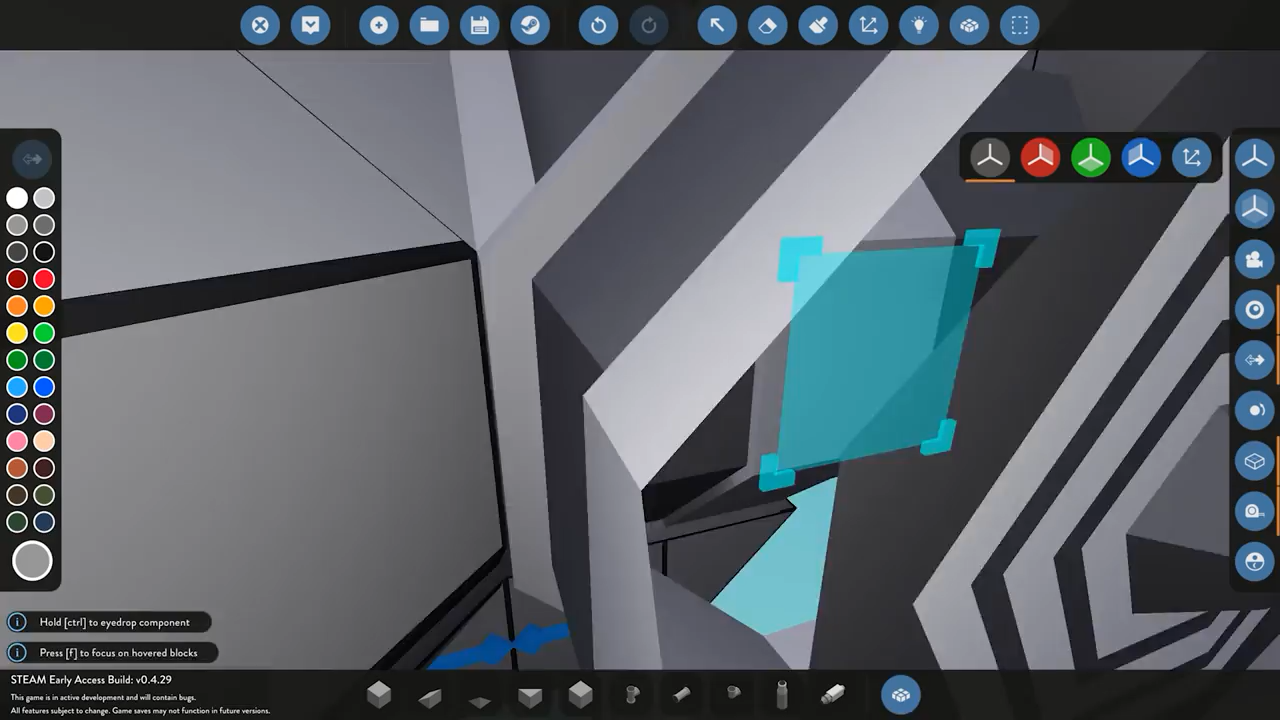 Hold [ctrl] to eyedrop component
Press [f] to focus on hovered blocks
STEAM Early Access Build: v0.4.29
This game is in active development and will contain bugs.
All features subject to change. Game saves may not function in future versions.